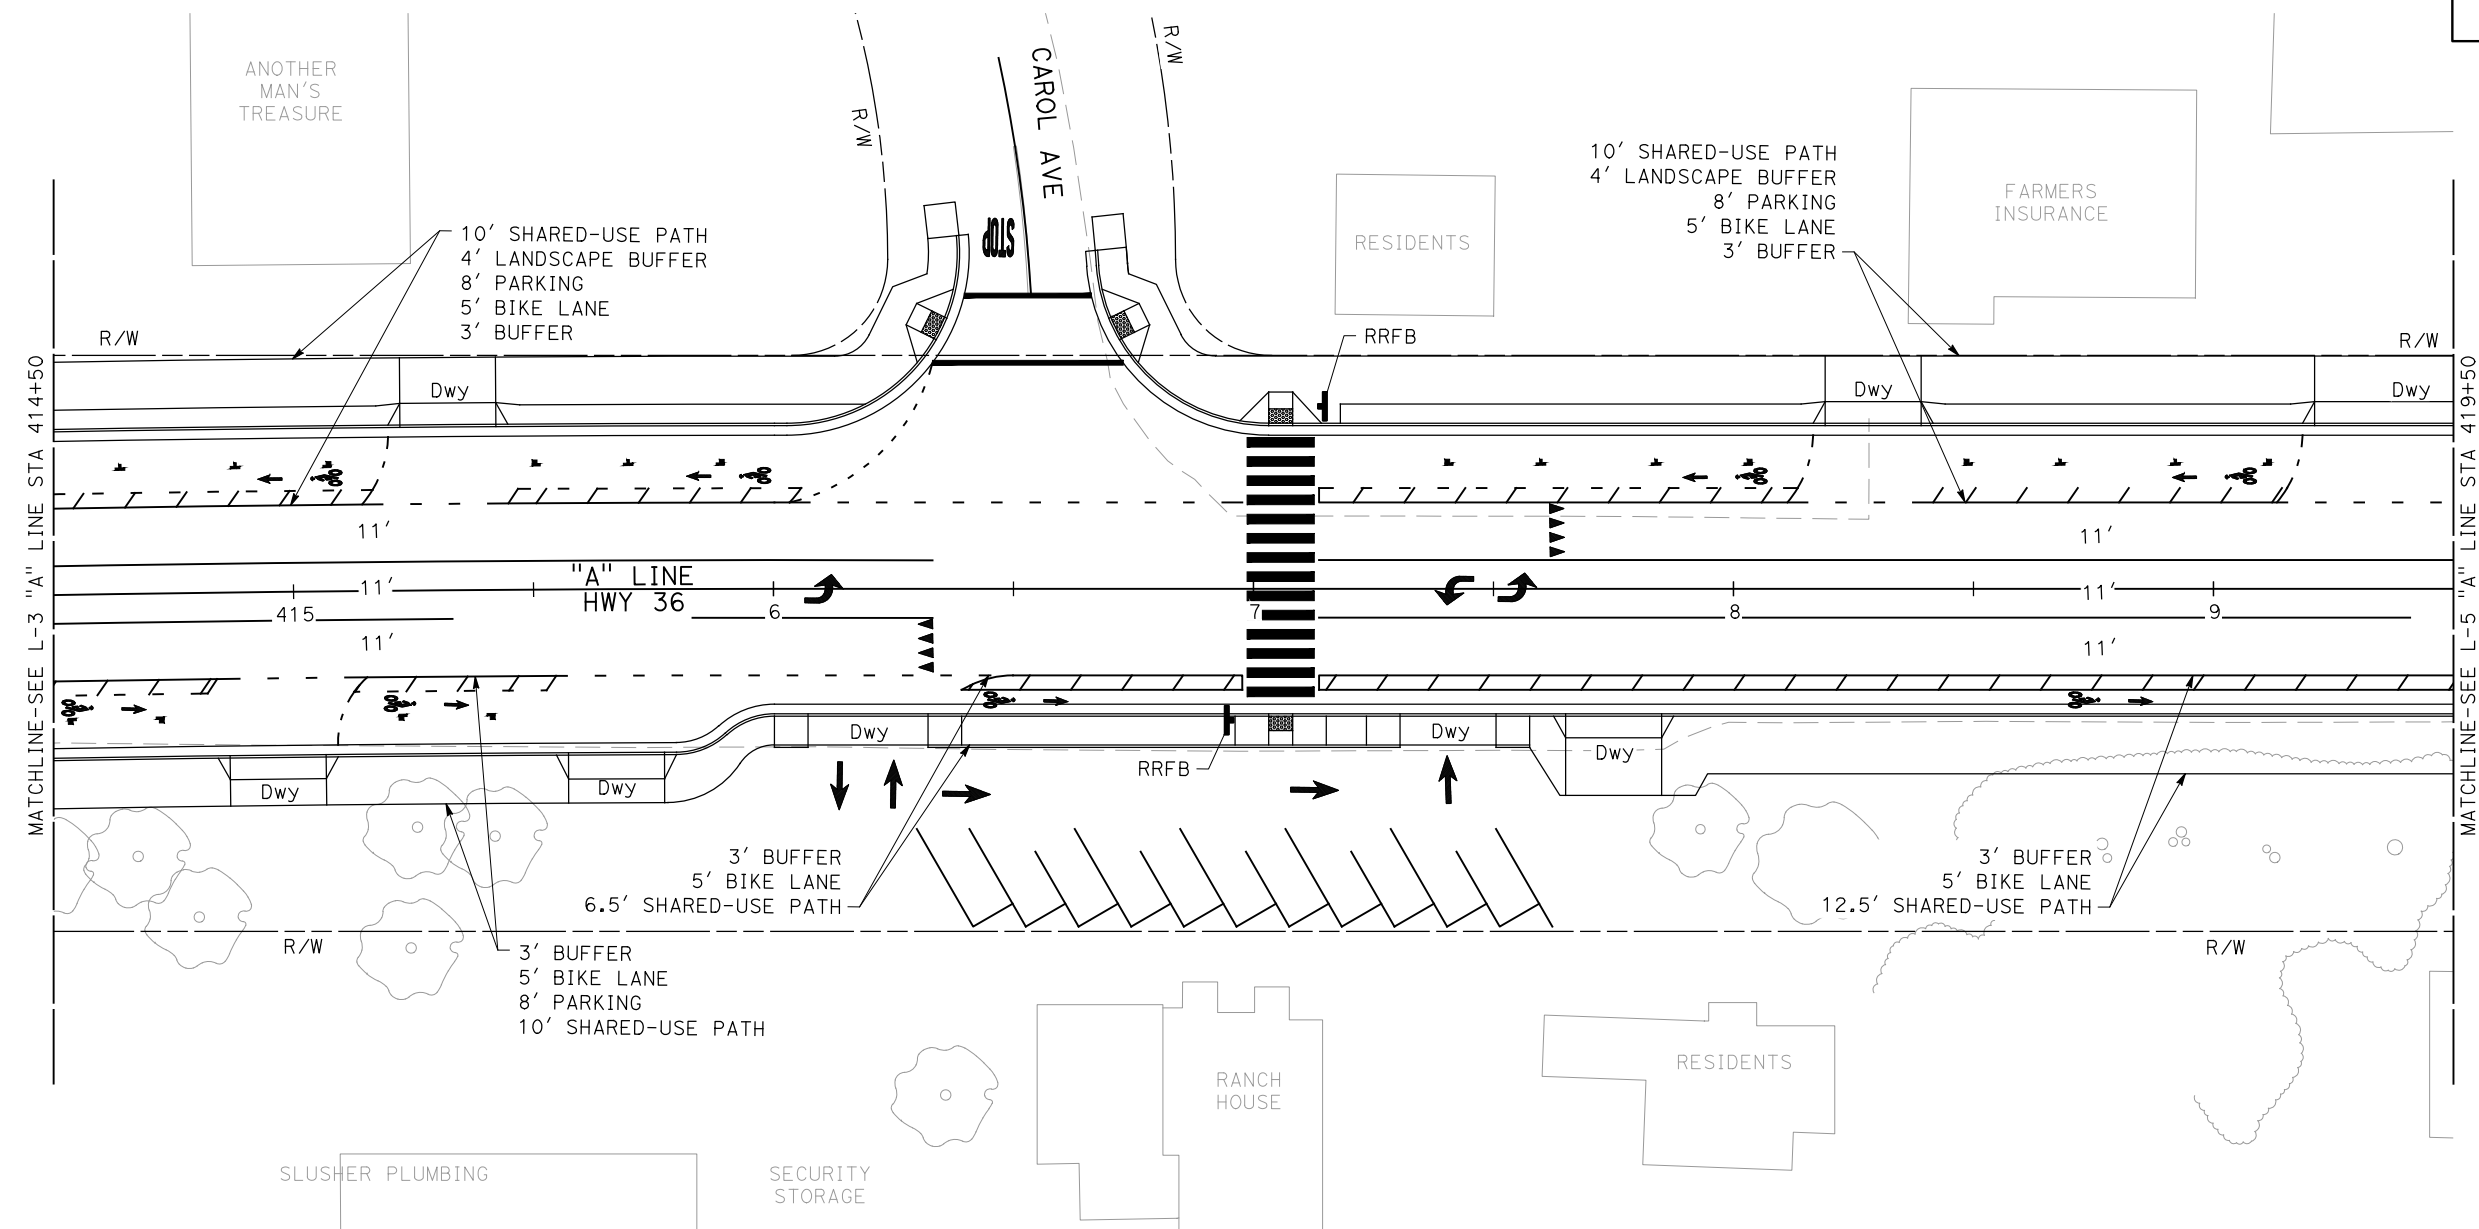 ANOTHER
MAN'S
TREASURE
R/W
R/W
CAROL AVE
STOP
10' SHARED-USE PATH
4' LANDSCAPE BUFFER
8' PARKING
5' BIKE LANE
3' BUFFER
RESIDENTS
10' SHARED-USE PATH
4' LANDSCAPE BUFFER
8' PARKING
5' BIKE LANE
3' BUFFER
FARMERS
INSURANCE
R/W
RRFB
R/W
MATCHLINE-SEE L-3 "A" LINE STA 414+50
MATCHLINE-SEE L-5 "A" LINE STA 419+50
Dwy
Dwy
Dwy
11'
11'
"A" LINE
HWY 36
11'
11'
415
6
7
8
9
11'
11'
Dwy
Dwy
Dwy
Dwy
Dwy
RRFB
3' BUFFER
5' BIKE LANE
6.5' SHARED-USE PATH
3' BUFFER
5' BIKE LANE
12.5' SHARED-USE PATH
R/W
R/W
3' BUFFER
5' BIKE LANE
8' PARKING
10' SHARED-USE PATH
RANCH
HOUSE
RESIDENTS
SLUSHER PLUMBING
SECURITY
STORAGE